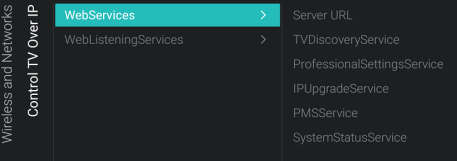 Wireless and Networks
Control TV Over IP
WebServices
WebListeningServices
Server URL
TVDiscoveryService
ProfessionalSettingsService
IPUpgradeService
PMSService
SystemStatusService